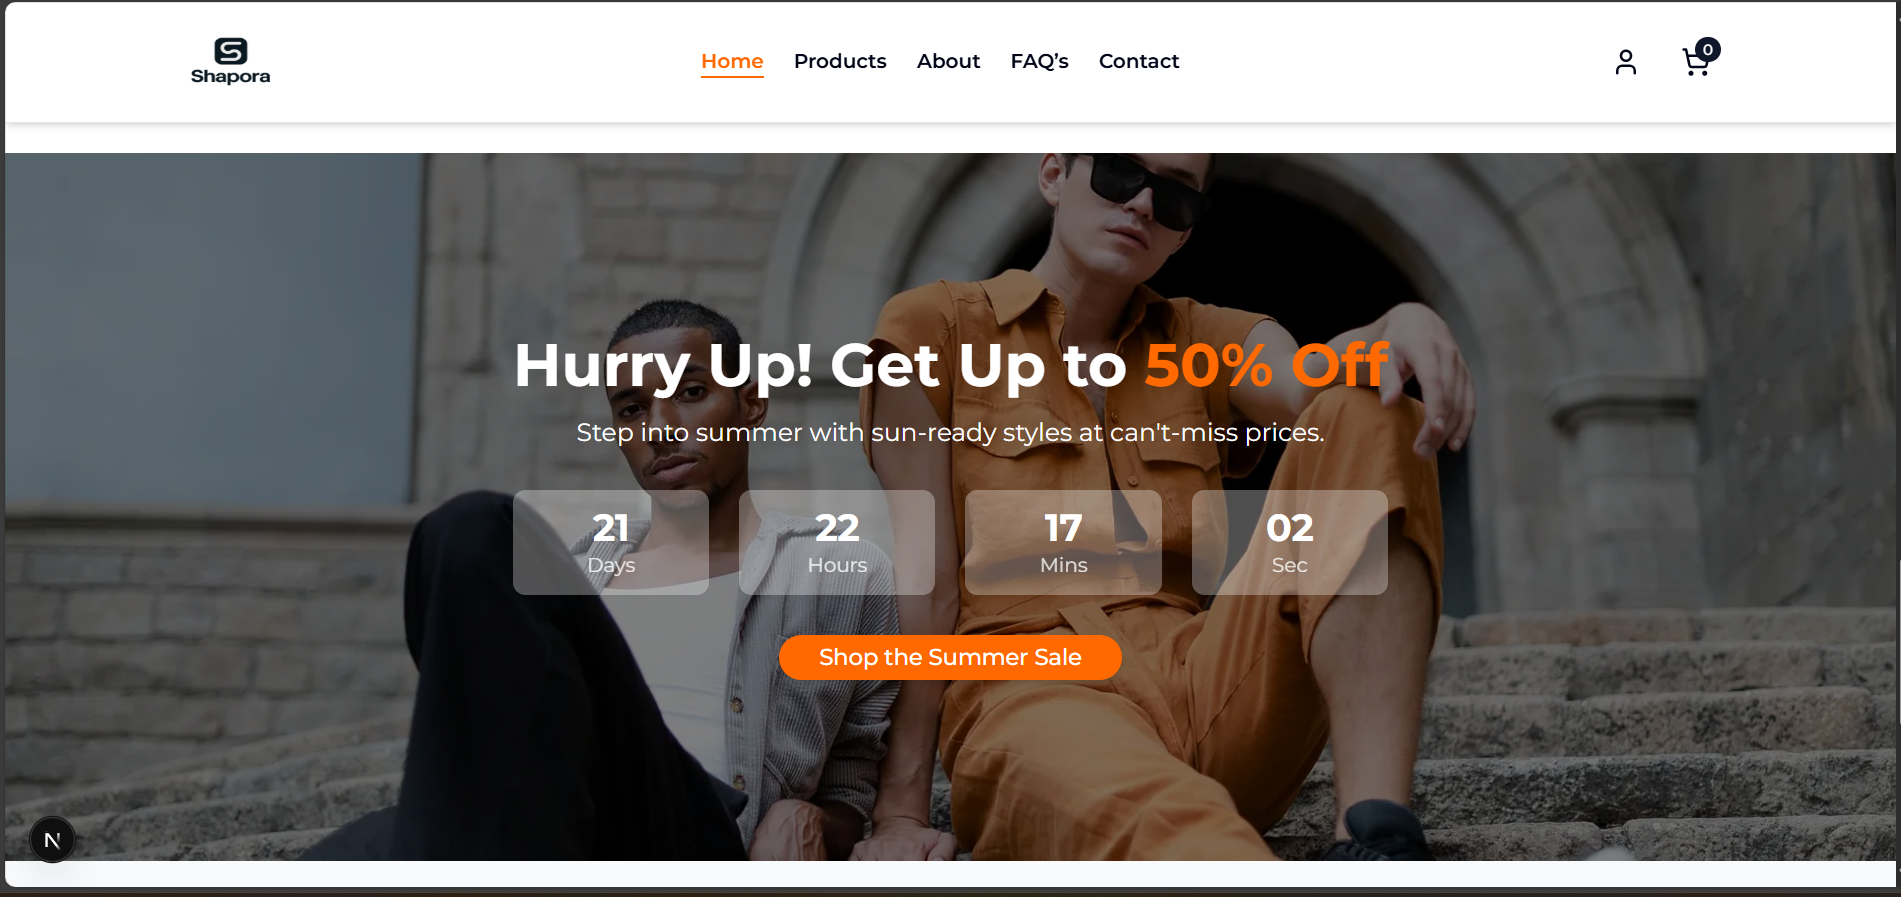 Shapora
Home Products About FAQ’s Contact
0
Hurry Up! Get Up to 50% Off
Step into summer with sun-ready styles at can't-miss prices.
21 22 17 02
Days Hours Mins Sec
Shop the Summer Sale
N